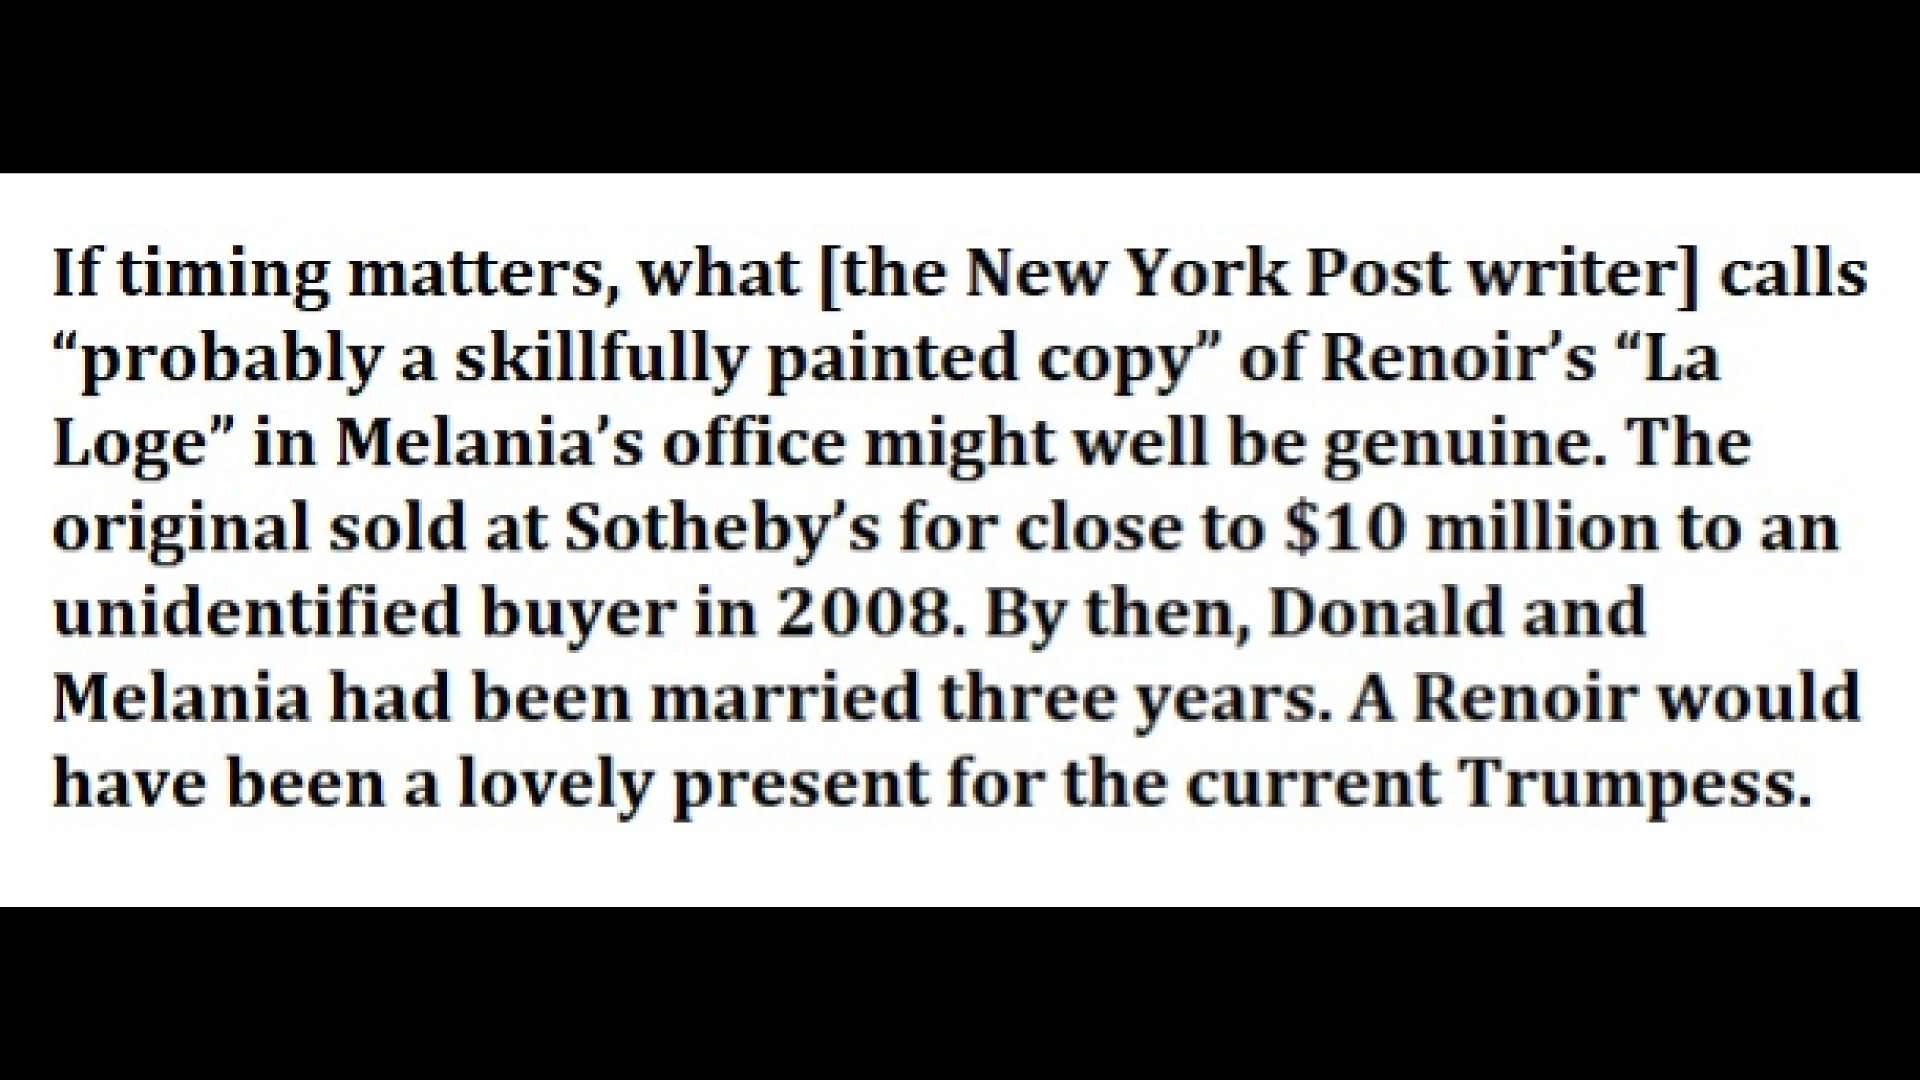 If timing matters, what [the New York Post writer] calls
“probably a skillfully painted copy” of Renoir’s “La
Loge” in Melania’s office might well be genuine. The
original sold at Sotheby’s for close to $10 million to an
unidentified buyer in 2008. By then, Donald and
Melania had been married three years. A Renoir would
have been a lovely present for the current Trumpess.